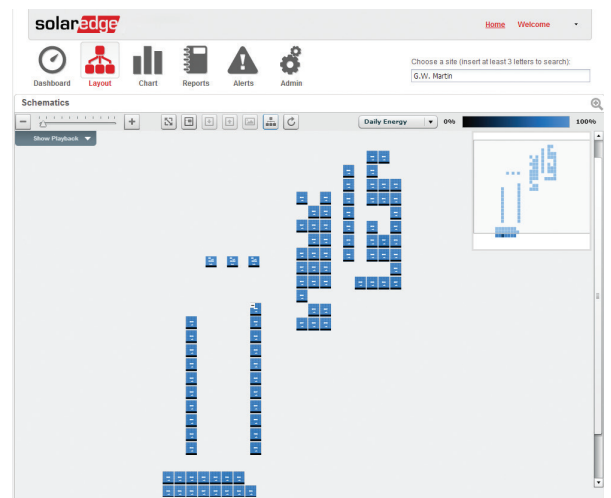 solaredge
Home Welcome
Dashboard Layout Chart Reports Alerts Admin
Choose a site (insert at least 3 letters to search):
G.W. Martin
Schematics
Daily Energy 0% 100%
Show Playback